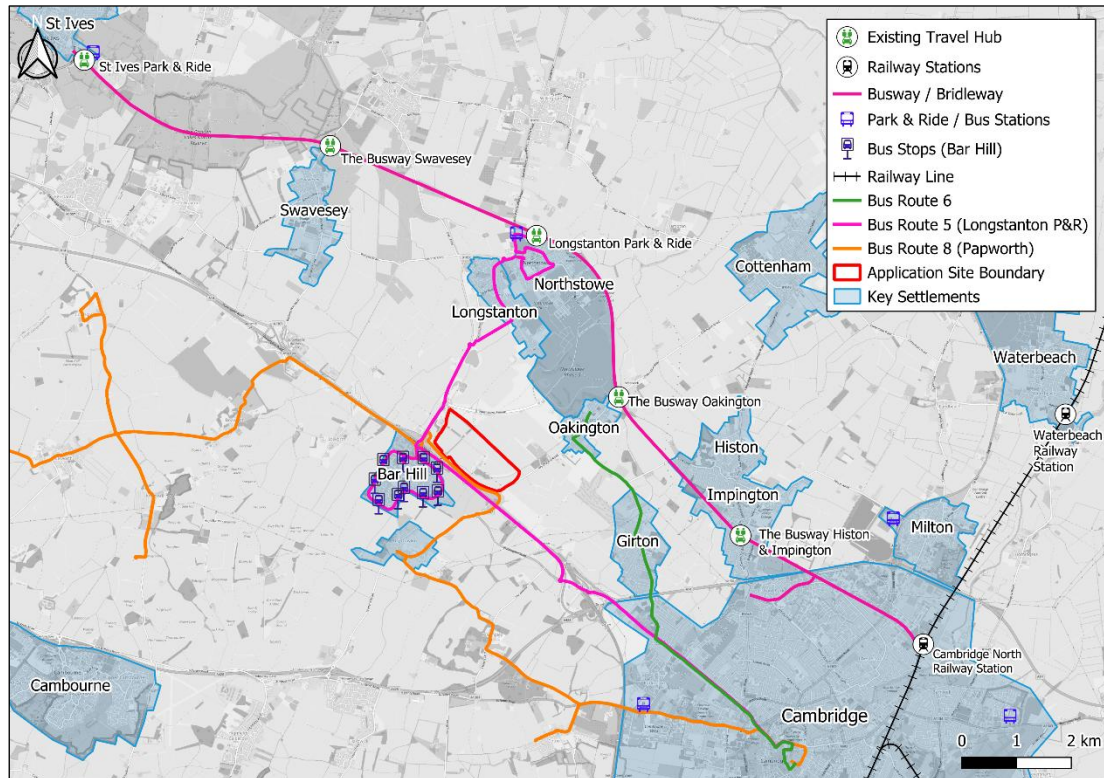 N
St Ives
St Ives Park & Ride
The Busway Swavesey
Swavesey
Longstanton Park & Ride
Northstowe
Longstanton
Cottenham
Waterbeach
Waterbeach
Railway
Station
The Busway Oakington
Oakington
Histon
Impington
Bar Hill
Girton
The Busway Histon
& Impington
Milton
Cambridge North
Railway Station
Cambourne
Cambridge
Existing Travel Hub
Railway Stations
Busway / Bridleway
Park & Ride / Bus Stations
Bus Stops (Bar Hill)
Railway Line
Bus Route 6
Bus Route 5 (Longstanton P&R)
Bus Route 8 (Papworth)
Application Site Boundary
Key Settlements
0 1 2 km